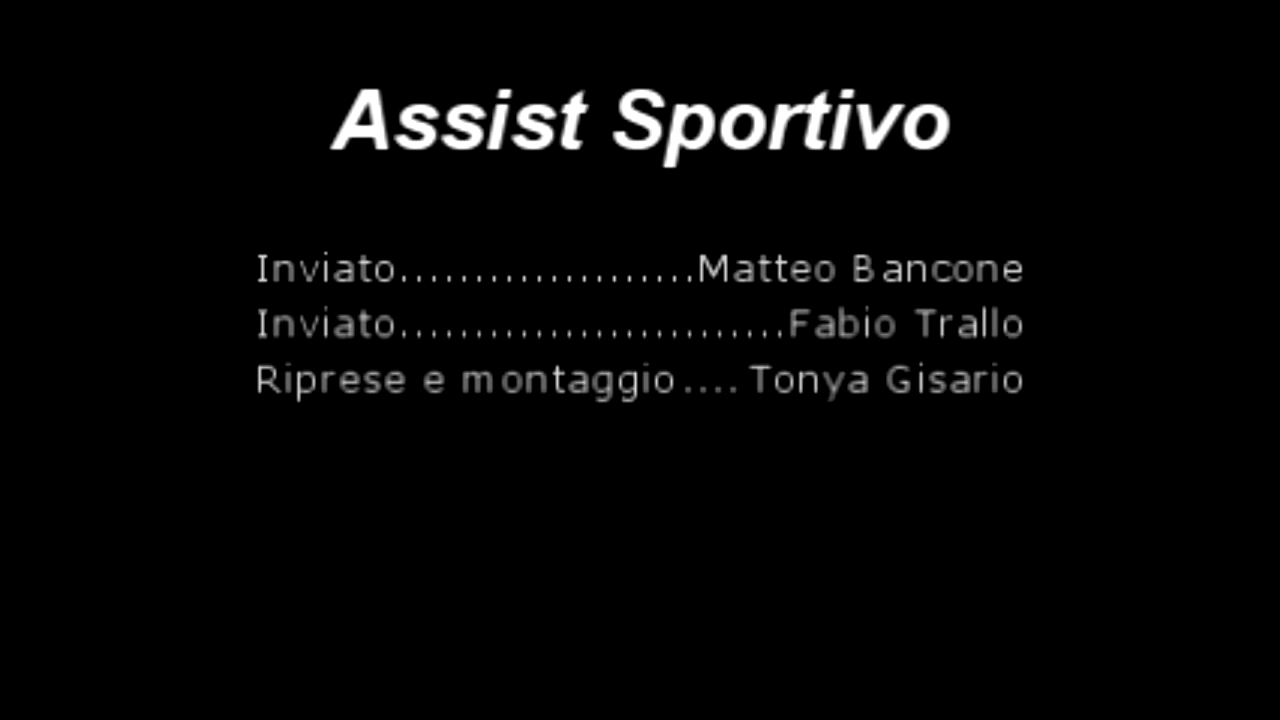 Assist Sportivo
Inviato....................Matteo Bancone
Inviato..........................Fabio Trallo
Riprese e montaggio.... Tonya Gisario